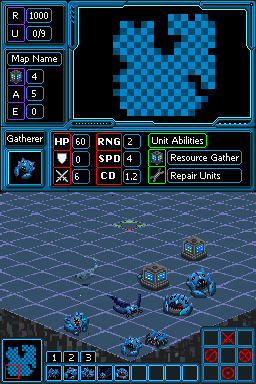 R 1000
U 0/9
Map Name
4
A 5
E 0
Gatherer
HP 60 RNG 2 Unit Abilities
0 SPD 4 Resource Gather
6 CD 1.2 Repair Units
1 2 3